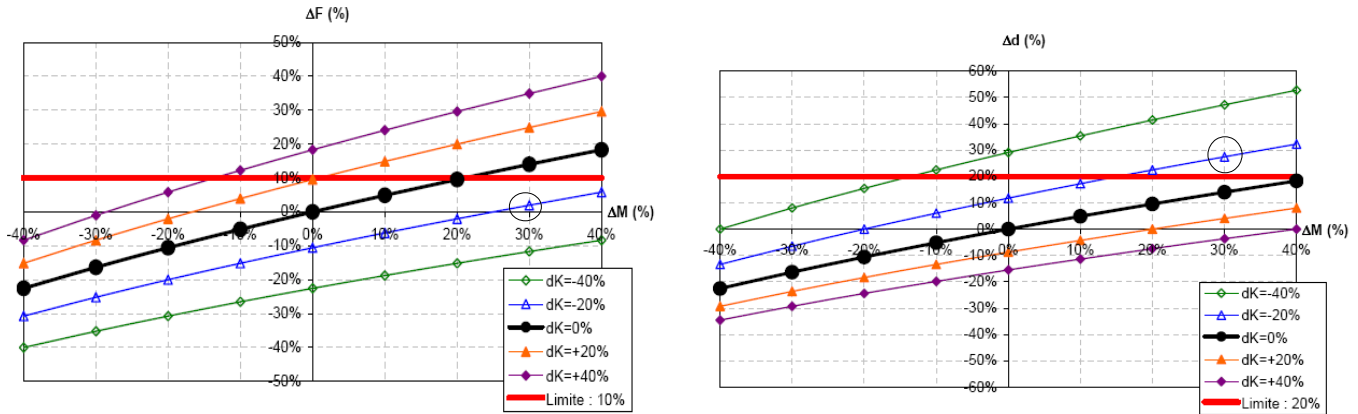 ΔF (%)
50%
40%
30%
20%
10%
0%
-40% -30% -20% -10% 0% 10% 20% 30% 40%
ΔM (%)
-10%
-20%
-30%
-40%
-50%
dK=-40%
dK=-20%
dK=0%
dK=+20%
dK=+40%
Limite : 10%
Δd (%)
60%
50%
40%
30%
20%
10%
0%
-40% -30% -20% -10% 0% 10% 20% 30% 40%
ΔM (%)
-10%
-20%
-30%
-40%
-50%
-60%
dK=-40%
dK=-20%
dK=0%
dK=+20%
dK=+40%
Limite : 20%